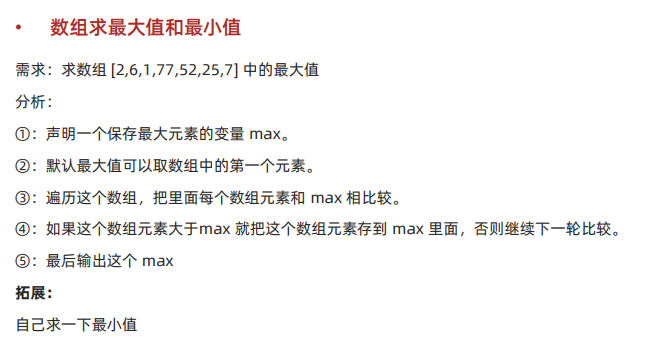 • 数组求最大值和最小值
需求：求数组 [2,6,1,77,52,25,7] 中的最大值
分析：
①：声明一个保存最大元素的变量 max。
②：默认最大值可以取数组中的第一个元素。
③：遍历这个数组，把里面每个数组元素和 max 相比较。
④：如果这个数组元素大于max 就把这个数组元素存到 max 里面，否则继续下一轮比较。
⑤：最后输出这个 max
拓展：
自己求一下最小值